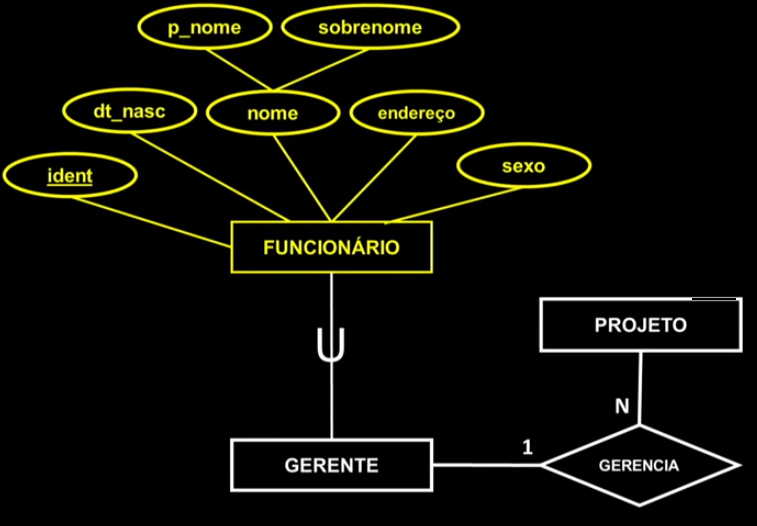 p_nome
sobrenome
dt_nasc
nome
endereço
ident
sexo
FUNCIONÁRIO
PROJETO
N
GERENTE
1
GERENCIA